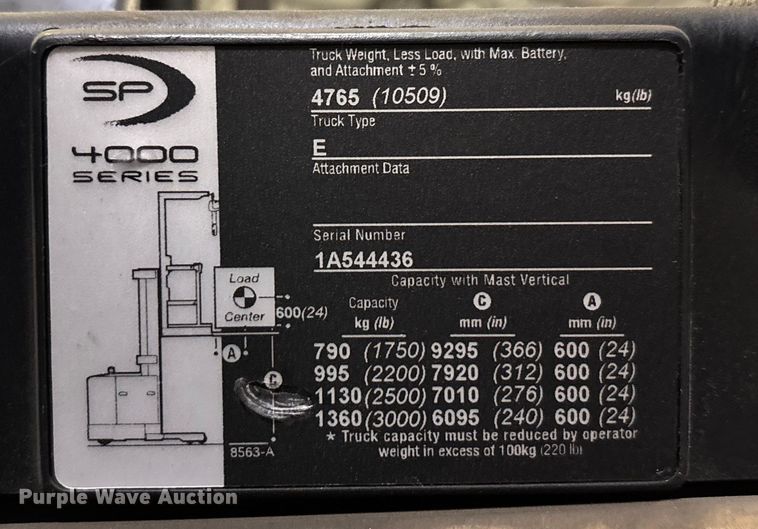 SP
4000
SERIES
Truck Weight, Less Load, with Max. Battery,
and Attachment ± 5 %
4765 (10509) kg(lb)
Truck Type
E
Attachment Data
Serial Number
1A544436
Capacity with Mast Vertical
Capacity C A
kg (lb) mm (in) mm (in)
790 (1750) 9295 (366) 600 (24)
995 (2200) 7920 (312) 600 (24)
1130 (2500) 7010 (276) 600 (24)
1360 (3000) 6095 (240) 600 (24)
★ Truck capacity must be reduced by operator
weight in excess of 100kg (220 lb)
Load
Center
600(24)
A
C
8563-A
Purple Wave Auction